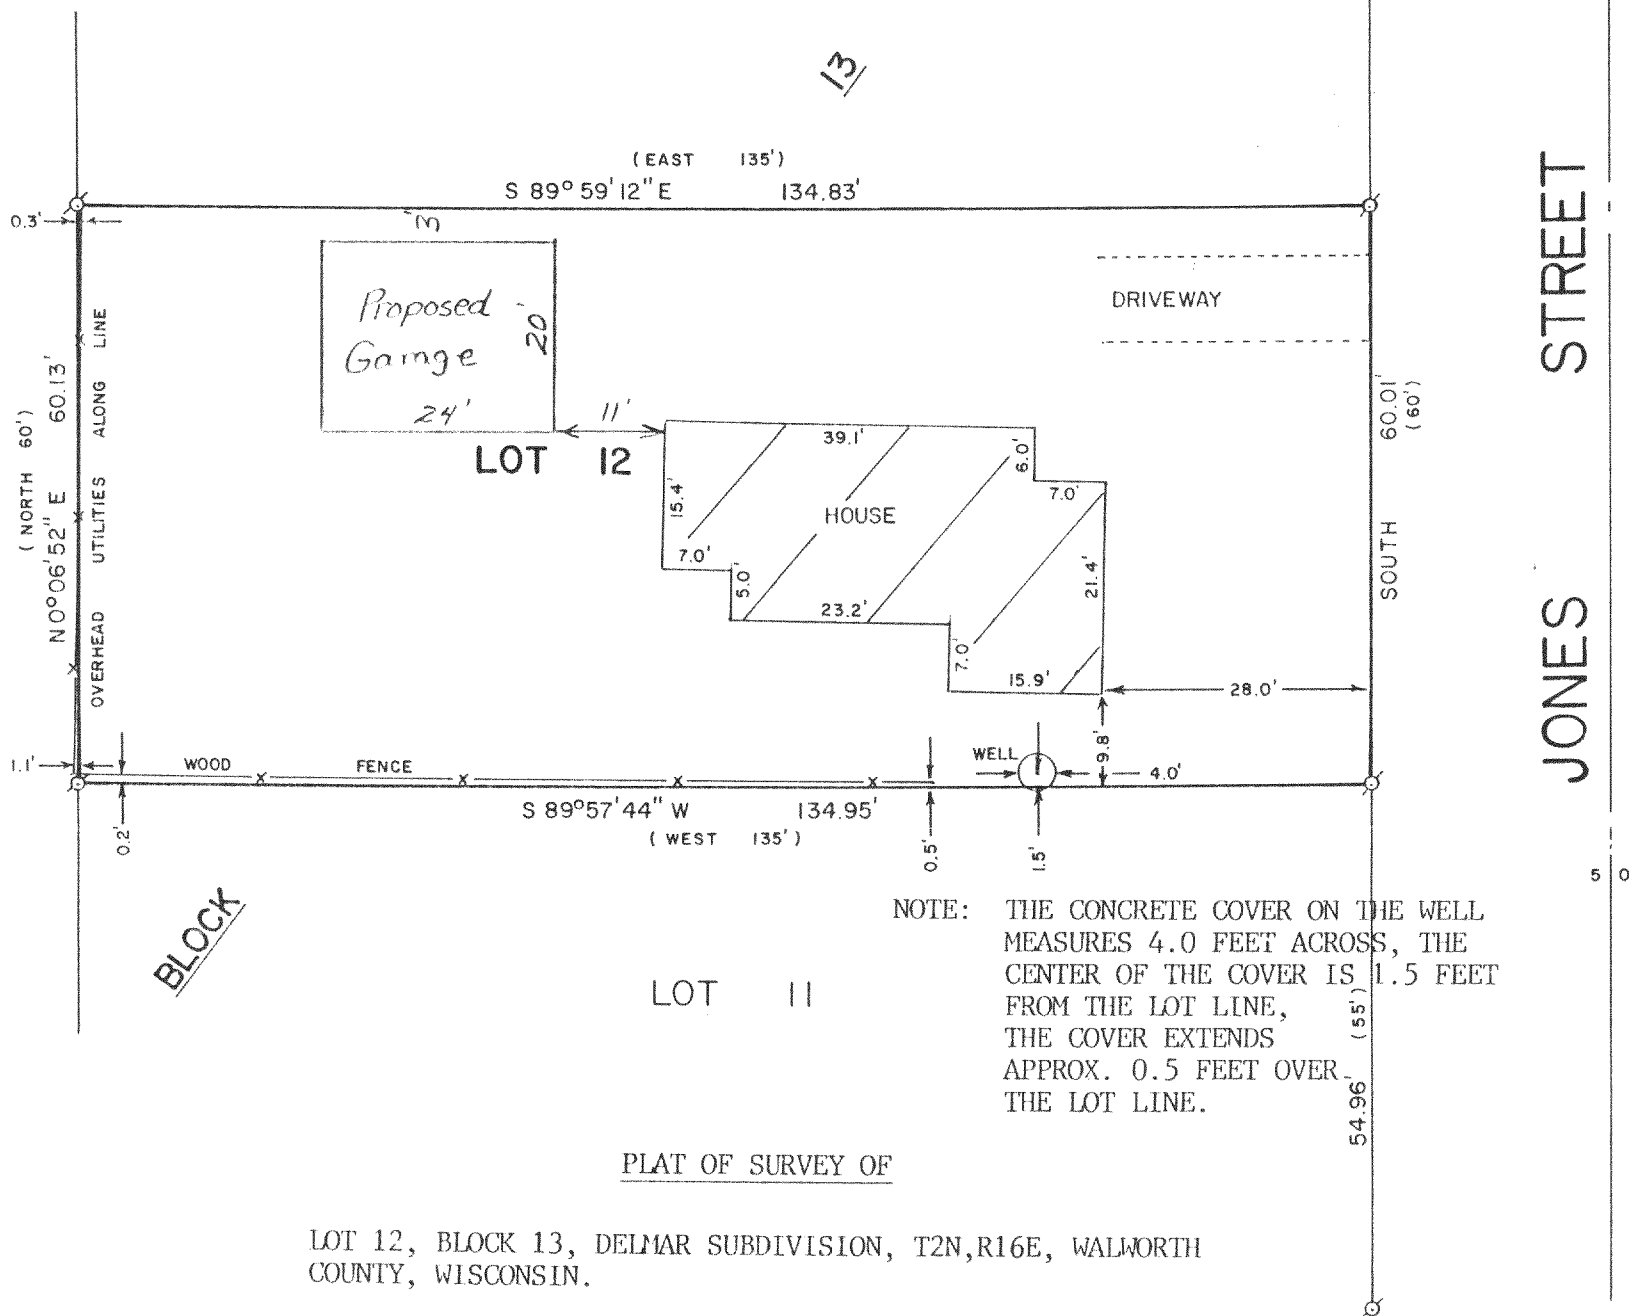 13
(EAST 135')
S 89° 59' 12" E 134.83'
0.3'
3'
Proposed
Garage
20'
24'
11'
LOT 12
DRIVEWAY
STREET
JONES
OVERHEAD UTILITIES ALONG LINE
(NORTH 60')
N0°06'52" E 60.13'
39.1'
6.0'
7.0'
15.4'
HOUSE
7.0'
5.0'
23.2'
21.4'
7.0'
15.9'
28.0'
SOUTH 60.01'
(60')
1.1'
WOOD FENCE
WELL
9.8'
4.0'
S 89°57'44" W 134.95'
(WEST 135')
0.2'
0.5'
1.5'
50
BLOCK
LOT 11
NOTE: THE CONCRETE COVER ON THE WELL
MEASURES 4.0 FEET ACROSS, THE
CENTER OF THE COVER IS 1.5 FEET
FROM THE LOT LINE,
THE COVER EXTENDS
APPROX. 0.5 FEET OVER
THE LOT LINE.
54.96' (55')
PLAT OF SURVEY OF
LOT 12, BLOCK 13, DELMAR SUBDIVISION, T2N,R16E, WALWORTH
COUNTY, WISCONSIN.